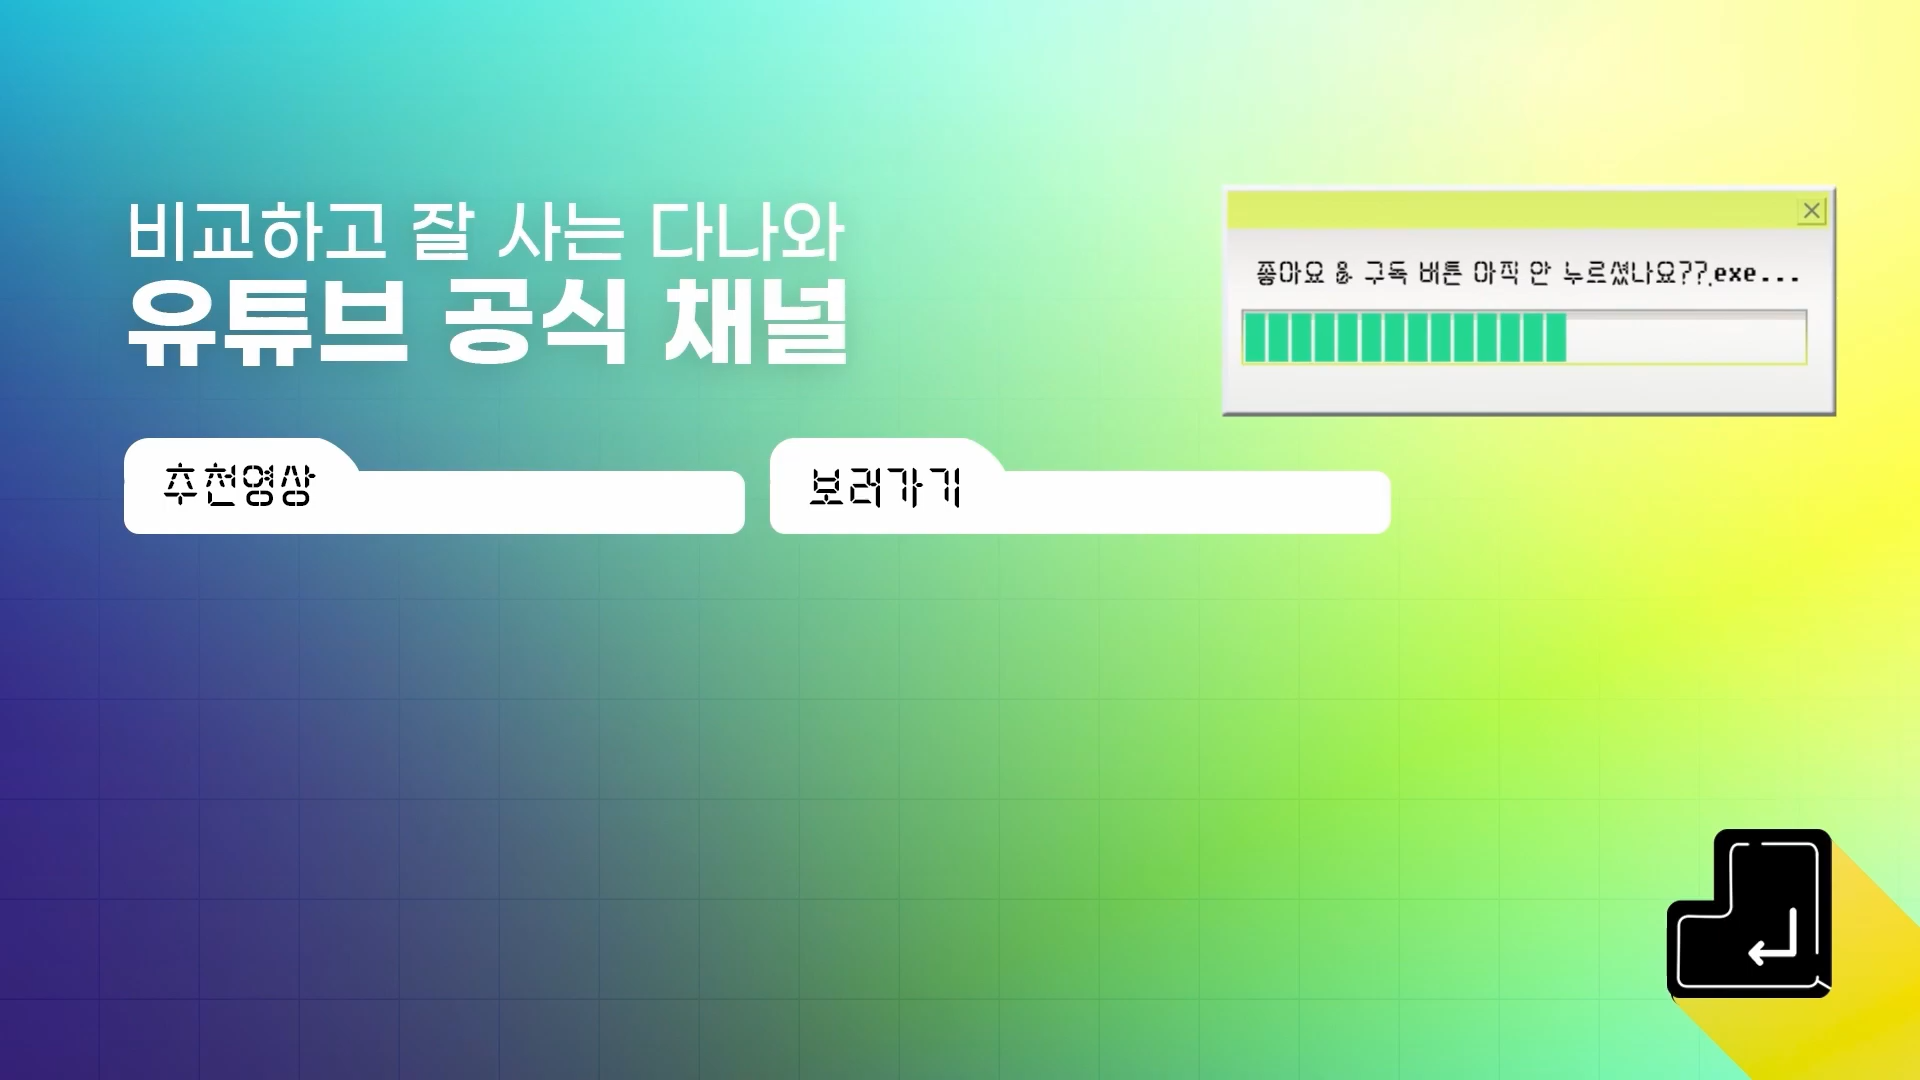 비교하고 잘 사는 다나와
유튜브 공식 채널
좋아요 & 구독 버튼 아직 안 누르셨나요??.exe...
추천영상
보러가기